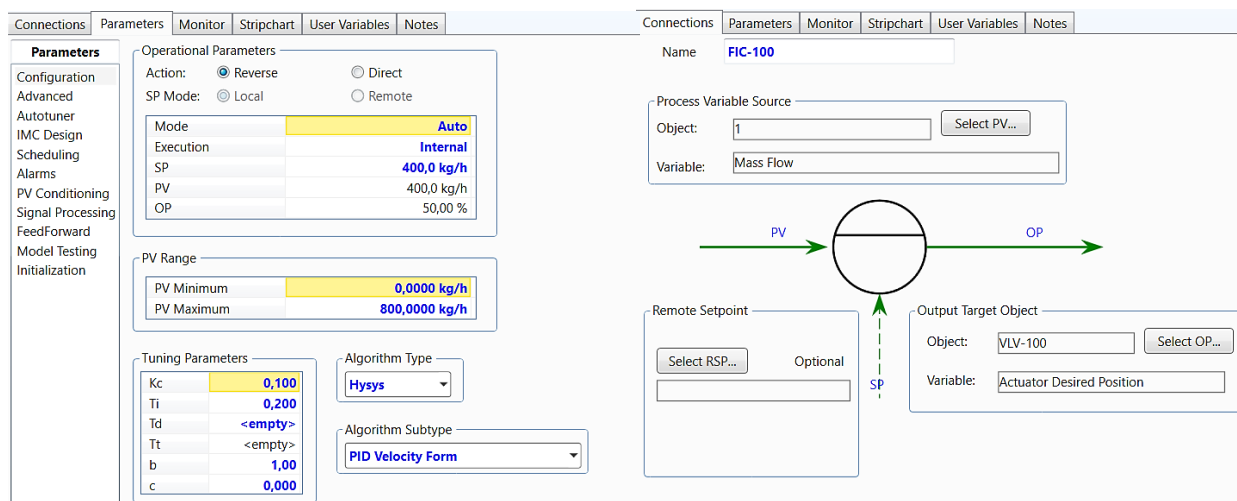 Connections Parameters Monitor Stripchart User Variables Notes
Parameters
Configuration
Advanced
Autotuner
IMC Design
Scheduling
Alarms
PV Conditioning
Signal Processing
FeedForward
Model Testing
Initialization
Operational Parameters
Action: Reverse Direct
SP Mode: Local Remote
Mode Auto
Execution Internal
SP 400,0 kg/h
PV 400,0 kg/h
OP 50,00 %
PV Range
PV Minimum 0,0000 kg/h
PV Maximum 800,0000 kg/h
Tuning Parameters
Kc 0,100
Ti 0,200
Td <empty>
Tt <empty>
b 1,00
c 0,000
Algorithm Type
Hysys
Algorithm Subtype
PID Velocity Form
Connections Parameters Monitor Stripchart User Variables Notes
Name FIC-100
Process Variable Source
Object: 1 Select PV...
Variable: Mass Flow
PV OP
Remote Setpoint
Select RSP... Optional
SP
Output Target Object
Object: VLV-100 Select OP...
Variable: Actuator Desired Position